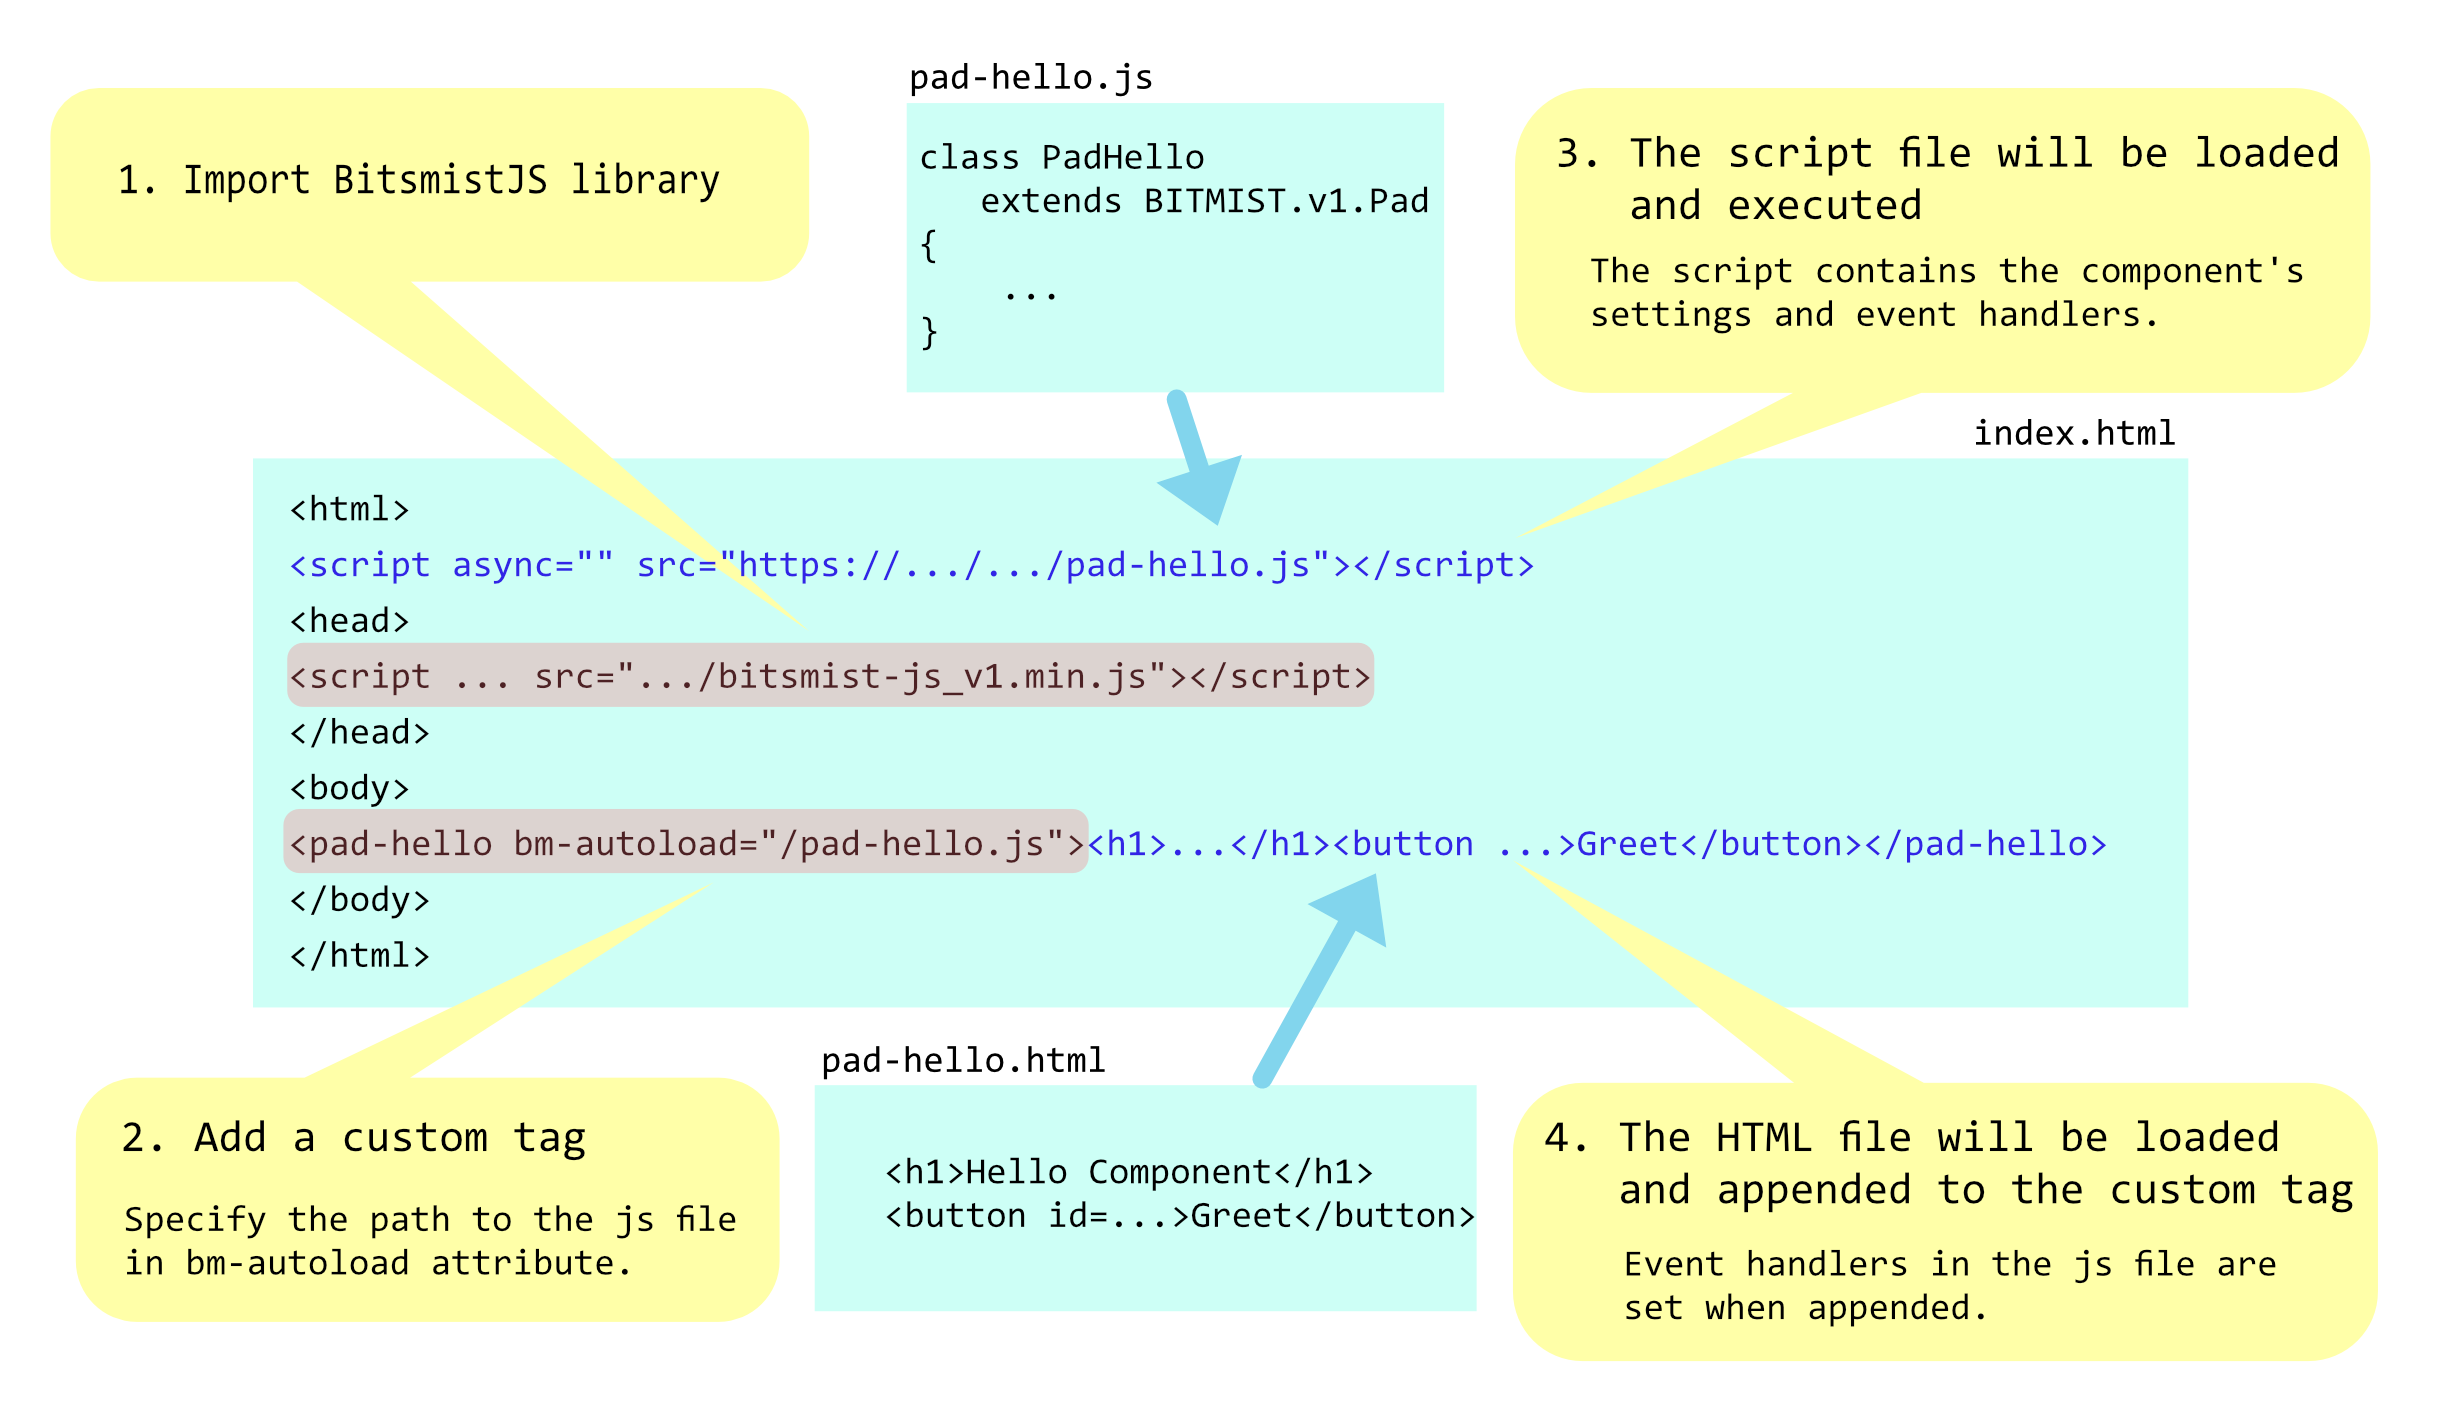 pad-hello.js
1. Import BitsmistJS library
class PadHello
extends BITMIST.v1.Pad
{
...
}
3. The script file will be loaded
and executed
The script contains the component's
settings and event handlers.
index.html
<html>
<script async="" src="https://.../.../pad-hello.js"></script>
<head>
<script ... src=".../bitsmist-js_v1.min.js"></script>
</head>
<body>
<pad-hello bm-autoload="/pad-hello.js"><h1>...</h1><button ...>Greet</button></pad-hello>
</body>
</html>
2. Add a custom tag
Specify the path to the js file
in bm-autoload attribute.
pad-hello.html
<h1>Hello Component</h1>
<button id=...>Greet</button>
4. The HTML file will be loaded
and appended to the custom tag
Event handlers in the js file are
set when appended.